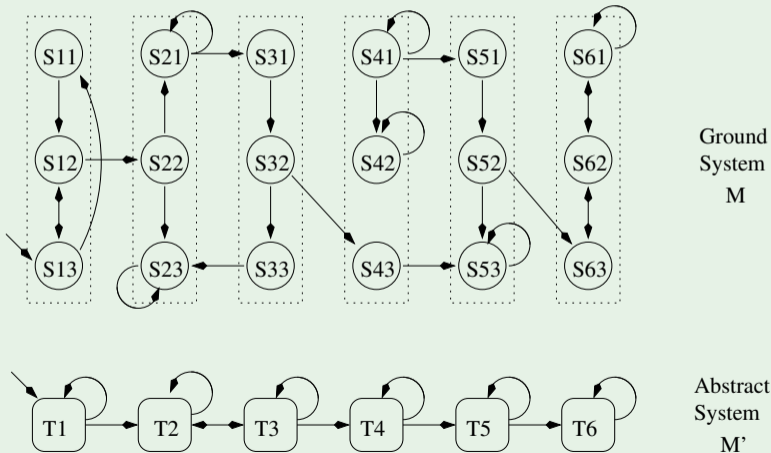 S11 S21 S31 S41 S51 S61
S12 S22 S32 S42 S52 S62
Ground
System
M
S13 S23 S33 S43 S53 S63
T1 T2 T3 T4 T5 T6
Abstract
System
M'